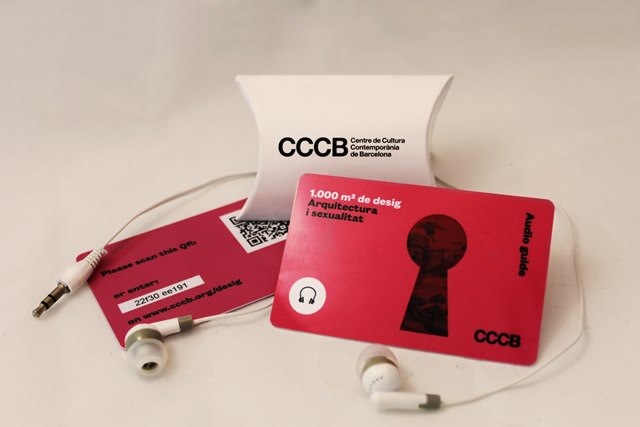 CCCB
Centre de Cultura
Contemporània
de Barcelona
1.000 m³ de desig
Arquitectura
i sexualitat
Audio guide
CCCB
Please scan this QR:
or enter:
22f30 ee191
on www.cccb.org/desig